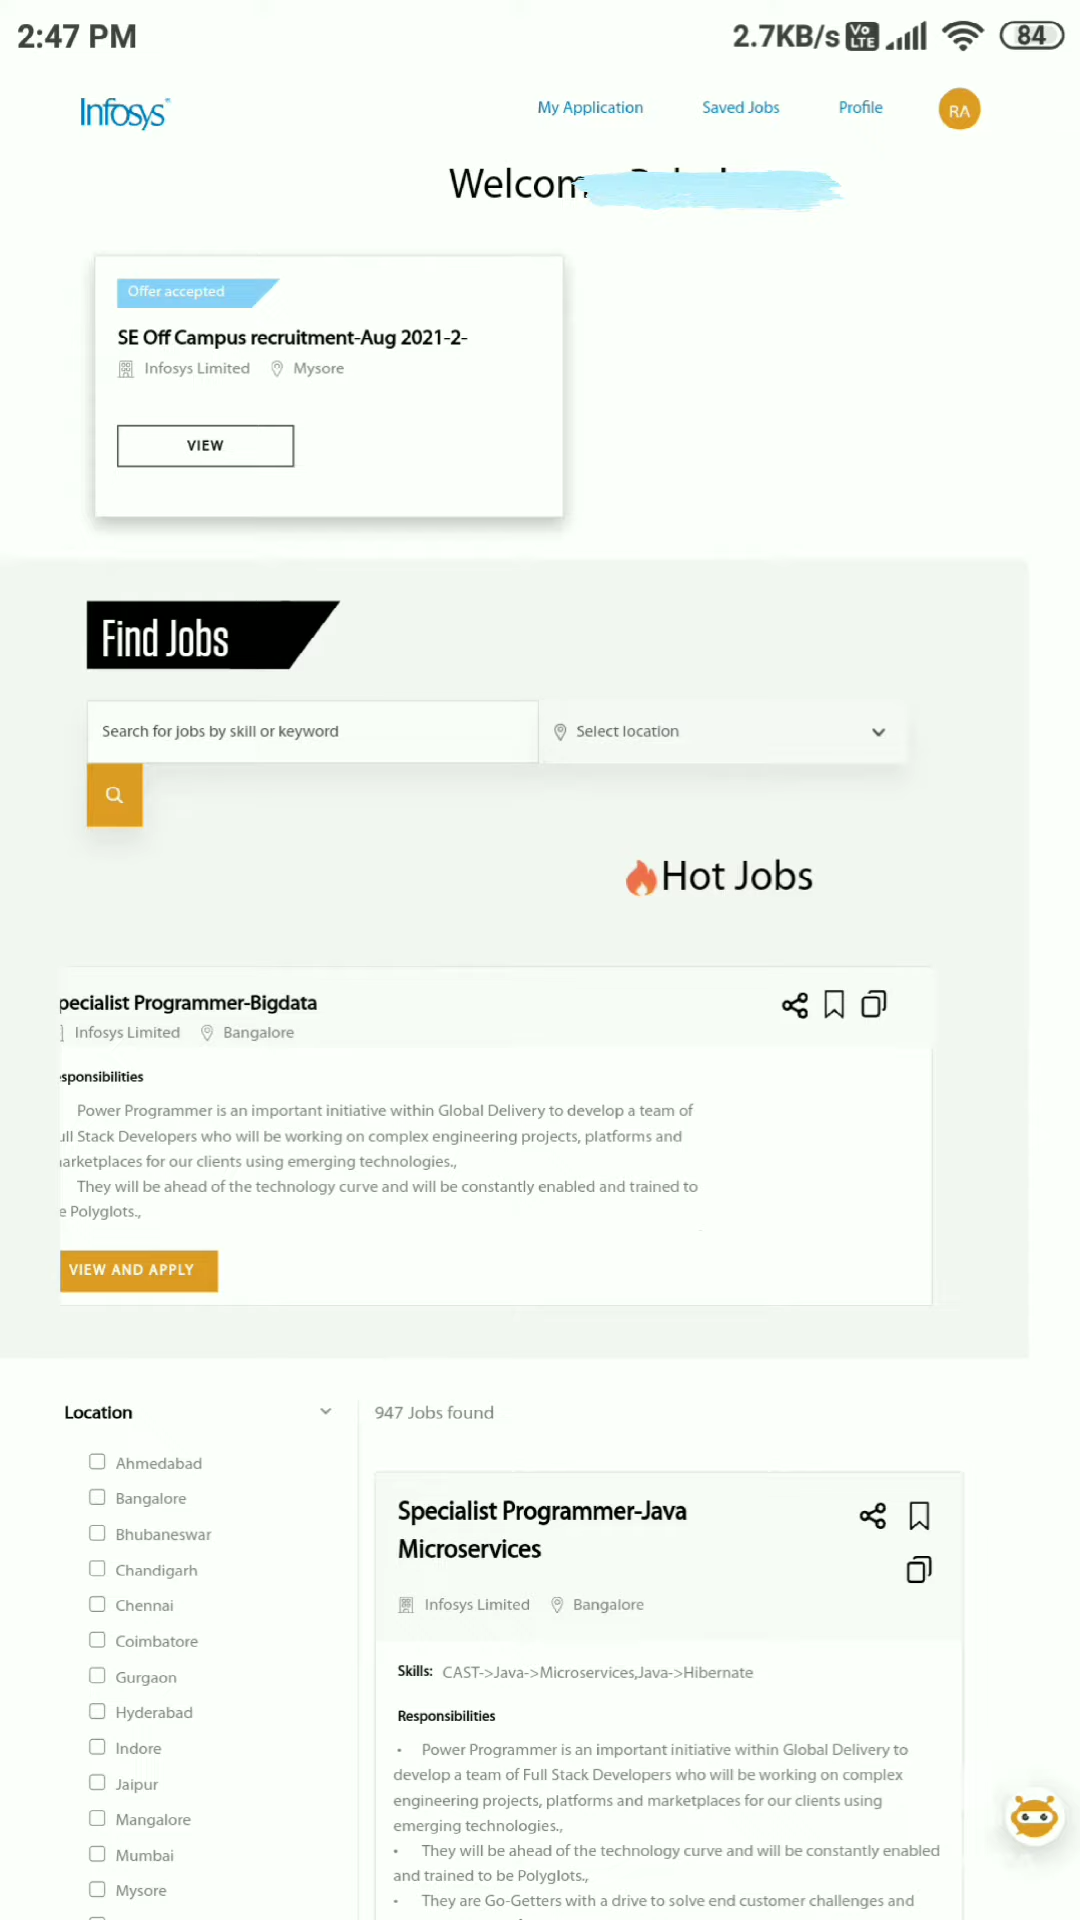 2:47 PM
2.7KB/s Vo LTE 84
Infosys
My Application Saved Jobs Profile RA
Offer accepted
SE Off Campus recruitment-Aug 2021-2-
Infosys Limited Mysore
VIEW
Find Jobs
Search for jobs by skill or keyword
Select location
Hot Jobs
pecialist Programmer-Bigdata
Infosys Limited Bangalore
esponsibilities
Power Programmer is an important initiative within Global Delivery to develop a team of
ull Stack Developers who will be working on complex engineering projects, platforms and
arketplaces for our clients using emerging technologies.,
They will be ahead of the technology curve and will be constantly enabled and trained to
e Polyglots.,
VIEW AND APPLY
Location
Ahmedabad
Bangalore
Bhubaneswar
Chandigarh
Chennai
Coimbatore
Gurgaon
Hyderabad
Indore
Jaipur
Mangalore
Mumbai
Mysore
947 Jobs found
Specialist Programmer-Java
Microservices
Infosys Limited Bangalore
Skills: CAST->Java->Microservices,Java->Hibernate
Responsibilities
• Power Programmer is an important initiative within Global Delivery to
develop a team of Full Stack Developers who will be working on complex
engineering projects, platforms and marketplaces for our clients using
emerging technologies.,
• They will be ahead of the technology curve and will be constantly enabled
and trained to be Polyglots.,
• They are Go-Getters with a drive to solve end customer challenges and